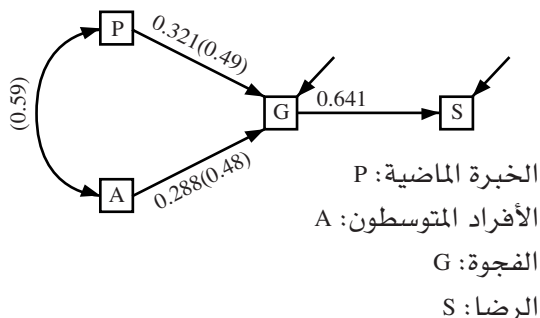 P
0.321(0.49)
(0.59)
G
0.641
S
A
0.288(0.48)
الخبرة الماضية: P
الأفراد المتوسطون: A
الفجوة: G
الرضا: S